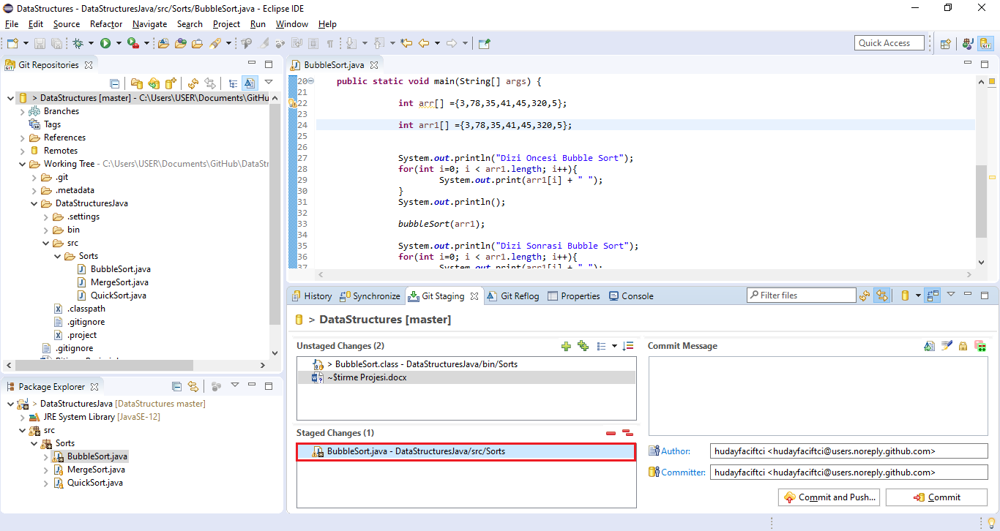 DataStructures - DataStructuresJava/src/Sorts/BubbleSort.java - Eclipse IDE
File Edit Source Refactor Navigate Search Project Run Window Help
Quick Access
Git Repositories
> DataStructures [master] - C:\Users\USER\Documents\GitHu
Branches
Tags
References
Remotes
Working Tree - C:\Users\USER\Documents\GitHub\DataStr
.git
.metadata
DataStructuresJava
.settings
bin
src
Sorts
BubbleSort.java
MergeSort.java
QuickSort.java
.classpath
.gitignore
.project
.gitignore
Package Explorer
> DataStructuresJava [DataStructures master]
JRE System Library [JavaSE-12]
src
Sorts
BubbleSort.java
MergeSort.java
QuickSort.java
BubbleSort.java
20 public static void main(String[] args) {
21
22 int arr[] ={3,78,35,41,45,320,5};
23
24 int arr1[] ={3,78,35,41,45,320,5};
25
26
27 System.out.println("Dizi Oncesi Bubble Sort");
28 for(int i=0; i < arr1.length; i++){
29 System.out.print(arr1[i] + " ");
30 }
31 System.out.println();
32
33 bubbleSort(arr1);
34
35 System.out.println("Dizi Sonrasi Bubble Sort");
36 for(int i=0; i < arr1.length; i++){
37 System.out.print(arr1[i] + " ");
History Synchronize Git Staging Git Reflog Properties Console
Filter files
> DataStructures [master]
Unstaged Changes (2)
> BubbleSort.class - DataStructuresJava/bin/Sorts
~$tirme Projesi.docx
Staged Changes (1)
BubbleSort.java - DataStructuresJava/src/Sorts
Commit Message
Author: hudayfaciftci <hudayfaciftci@users.noreply.github.com>
Committer: hudayfaciftci <hudayfaciftci@users.noreply.github.com>
Commit and Push... Commit